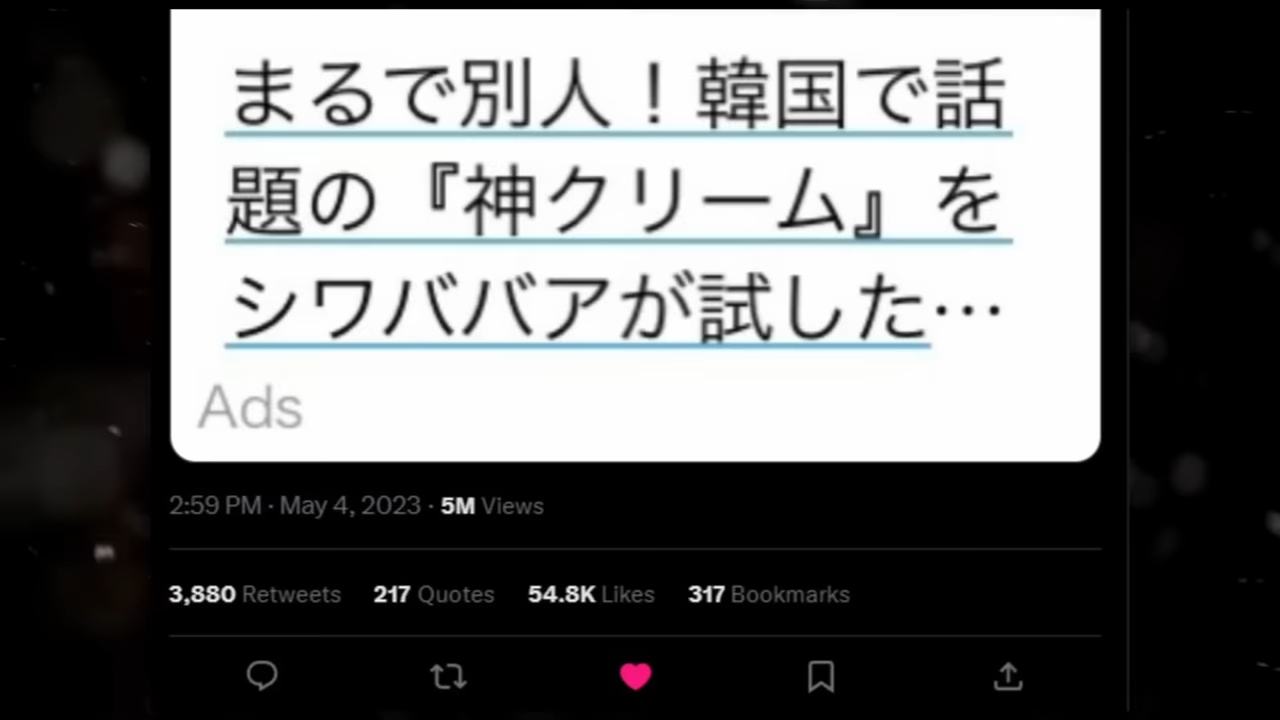 まるで別人！韓国で話
題の『神クリーム』を
シワババアが試した…
Ads
2:59 PM · May 4, 2023 · 5M Views
3,880 Retweets 217 Quotes 54.8K Likes 317 Bookmarks